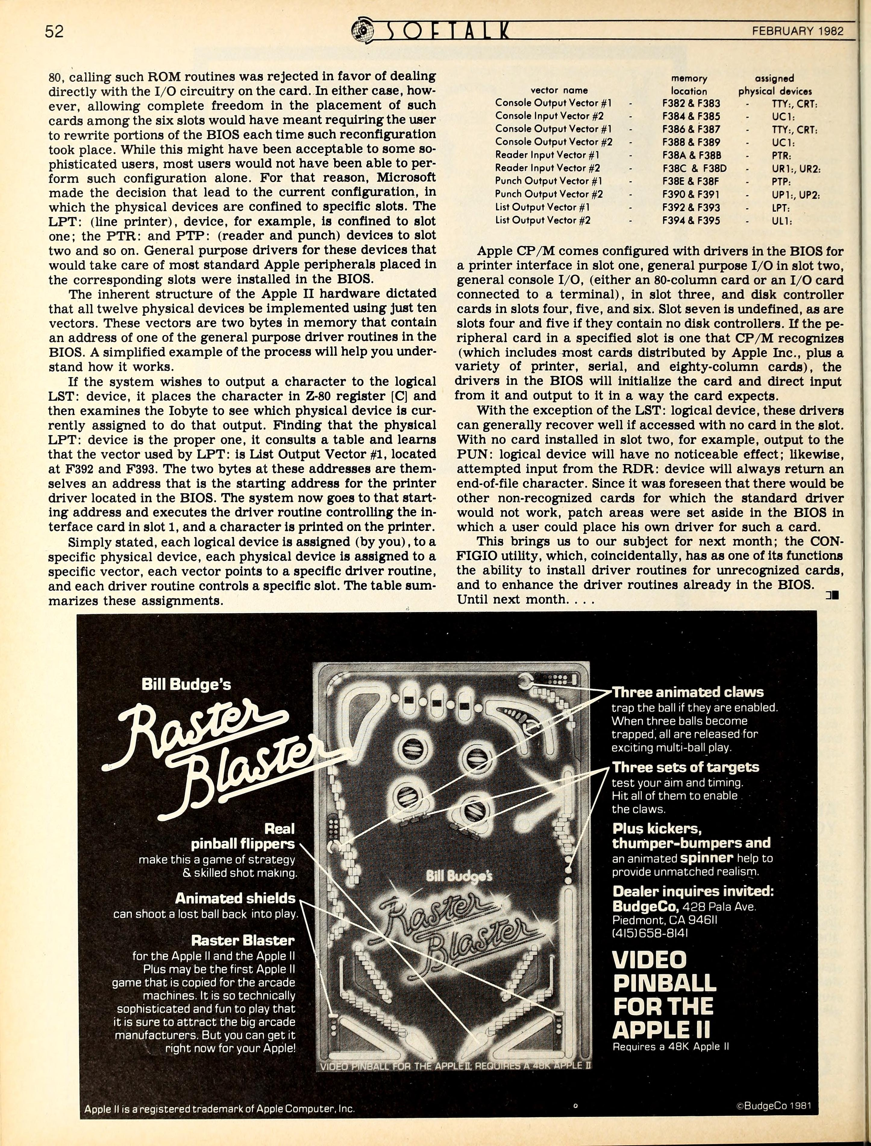 52
SOFTALK
FEBRUARY 1982
80, calling such ROM routines was rejected in favor of dealing
directly with the I/O circuitry on the card. In either case, how-
ever, allowing complete freedom in the placement of such
cards among the six slots would have meant requiring the user
to rewrite portions of the BIOS each time such reconfiguration
took place. While this might have been acceptable to some so-
phisticated users, most users would not have been able to per-
form such configuration alone. For that reason, Microsoft
made the decision that lead to the current configuration, in
which the physical devices are confined to specific slots. The
LPT: (line printer), device, for example, is confined to slot
one; the PTR: and PTP: (reader and punch) devices to slot
two and so on. General purpose drivers for these devices that
would take care of most standard Apple peripherals placed in
the corresponding slots were installed in the BIOS.
The inherent structure of the Apple II hardware dictated
that all twelve physical devices be implemented using just ten
vectors. These vectors are two bytes in memory that contain
an address of one of the general purpose driver routines in the
BIOS. A simplified example of the process will help you under-
stand how it works.
If the system wishes to output a character to the logical
LST: device, it places the character in Z-80 register [C] and
then examines the Iobyte to see which physical device is cur-
rently assigned to do that output. Finding that the physical
LPT: device is the proper one, it consults a table and learns
that the vector used by LPT: is List Output Vector #1, located
at F392 and F393. The two bytes at these addresses are them-
selves an address that is the starting address for the printer
driver located in the BIOS. The system now goes to that start-
ing address and executes the driver routine controlling the in-
terface card in slot 1, and a character is printed on the printer.
Simply stated, each logical device is assigned (by you), to a
specific physical device, each physical device is assigned to a
specific vector, each vector points to a specific driver routine,
and each driver routine controls a specific slot. The table sum-
marizes these assignments.
memory assigned
vector name location physical devices
Console Output Vector #1 - F382 & F383 - TTY:, CRT:
Console Input Vector #2 - F384 & F385 - UC1:
Console Output Vector #1 - F386 & F387 - TTY:, CRT:
Console Output Vector #2 - F388 & F389 - UC1:
Reader Input Vector #1 F38A & F38B - PTR:
Reader Input Vector #2 - F38C & F38D - UR1:, UR2:
Punch Output Vector #1 - F38E & F38F - PTP:
Punch Output Vector #2 - F390 & F391 - UP1:, UP2:
List Output Vector #1 - F392 & F393 - LPT:
List Output Vector #2 - F394 & F395 - UL1:
Apple CP/M comes configured with drivers in the BIOS for
a printer interface in slot one, general purpose I/O in slot two,
general console I/O, (either an 80-column card or an I/O card
connected to a terminal), in slot three, and disk controller
cards in slots four, five, and six. Slot seven is undefined, as are
slots four and five if they contain no disk controllers. If the pe-
ripheral card in a specified slot is one that CP/M recognizes
(which includes most cards distributed by Apple Inc., plus a
variety of printer, serial, and eighty-column cards), the
drivers in the BIOS will initialize the card and direct input
from it and output to it in a way the card expects.
With the exception of the LST: logical device, these drivers
can generally recover well if accessed with no card in the slot.
With no card installed in slot two, for example, output to the
PUN: logical device will have no noticeable effect; likewise,
attempted input from the RDR: device will always return an
end-of-file character. Since it was foreseen that there would be
other non-recognized cards for which the standard driver
would not work, patch areas were set aside in the BIOS in
which a user could place his own driver for such a card.
This brings us to our subject for next month; the CON-
FIGIO utility, which, coincidentally, has as one of its functions
the ability to install driver routines for unrecognized cards,
and to enhance the driver routines already in the BIOS.
Until next month. . . .
Bill Budge's
Raster
Blaster
Real
pinball flippers
make this a game of strategy
& skilled shot making.
Animated shields
can shoot a lost ball back into play.
Raster Blaster
for the Apple II and the Apple II
Plus may be the first Apple II
game that is copied for the arcade
machines. It is so technically
sophisticated and fun to play that
it is sure to attract the big arcade
manufacturers. But you can get it
right now for your Apple!
Bill Budge's
Raster
Blaster
VIDEO PINBALL FOR THE APPLE II; REQUIRES A 48K APPLE II
Three animated claws
trap the ball if they are enabled.
When three balls become
trapped, all are released for
exciting multi-ball play.
Three sets of targets
test your aim and timing.
Hit all of them to enable
the claws.
Plus kickers,
thumper-bumpers and
an animated spinner help to
provide unmatched realism.
Dealer inquires invited:
BudgeCo, 428 Pala Ave.
Piedmont, CA 94611
(415)658-8141
VIDEO
PINBALL
FOR THE
APPLE II
Requires a 48K Apple II
Apple II is a registered trademark of Apple Computer, Inc.
©BudgeCo 1981